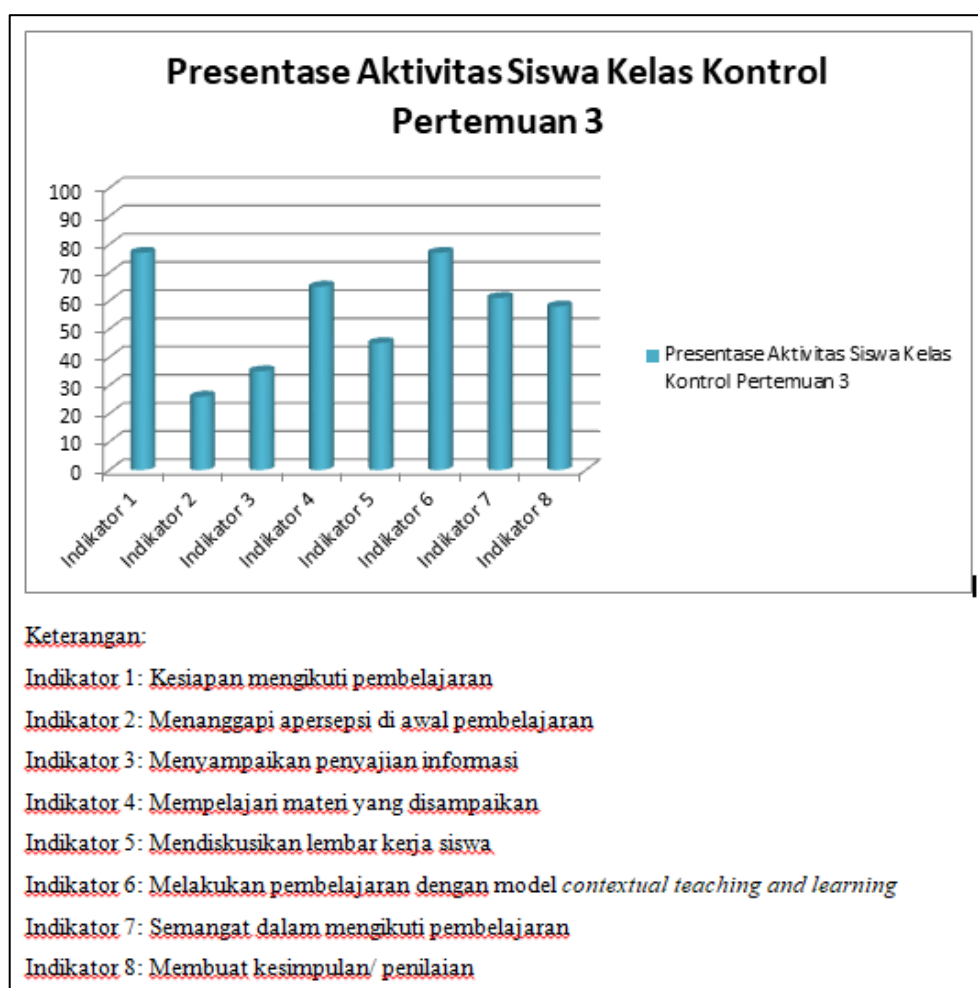 Presentase Aktivitas Siswa Kelas Kontrol
Pertemuan 3
100
90
80
70
60
50
40
30
20
10
0
Indikator 1
Indikator 2
Indikator 3
Indikator 4
Indikator 5
Indikator 6
Indikator 7
Indikator 8
Presentase Aktivitas Siswa Kelas
Kontrol Pertemuan 3
Keterangan:
Indikator 1: Kesiapan mengikuti pembelajaran
Indikator 2: Menanggapi apersepsi di awal pembelajaran
Indikator 3: Menyampaikan penyajian informasi
Indikator 4: Mempelajari materi yang disampaikan
Indikator 5: Mendiskusikan lembar kerja siswa
Indikator 6: Melakukan pembelajaran dengan model contextual teaching and learning
Indikator 7: Semangat dalam mengikuti pembelajaran
Indikator 8: Membuat kesimpulan/ penilaian